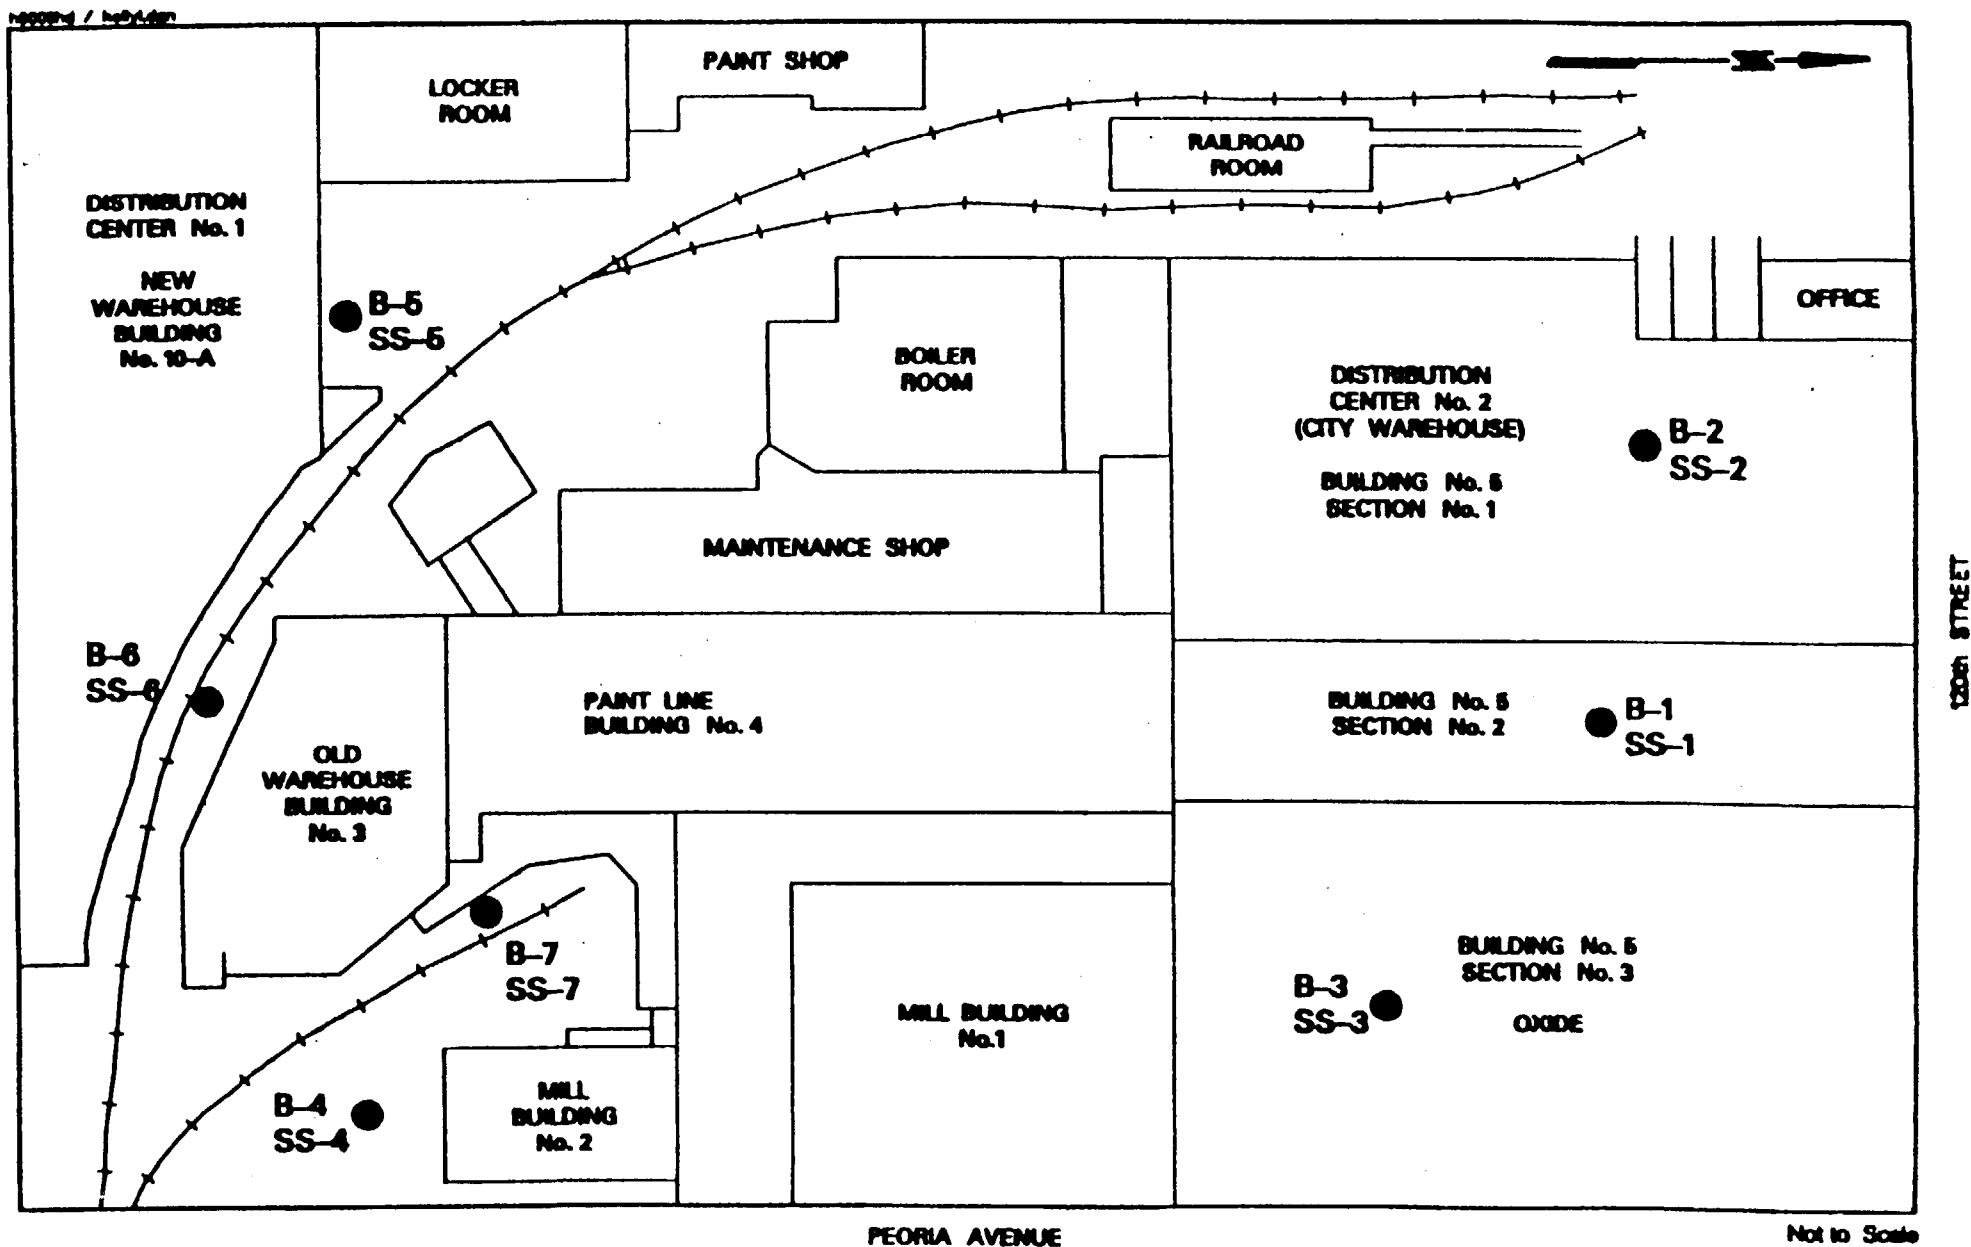 PAINT SHOP
LOCKER
ROOM
N
RAILROAD
ROOM
DISTRIBUTION
CENTER No. 1
NEW
WAREHOUSE
BUILDING
No. 10-A
B-5
SS-5
OFFICE
BOILER
ROOM
DISTRIBUTION
CENTER No. 2
(CITY WAREHOUSE)
BUILDING No. 5
SECTION No. 1
B-2
SS-2
MAINTENANCE SHOP
120th STREET
B-6
SS-6
PAINT LINE
BUILDING No. 4
BUILDING No. 5
SECTION No. 2
B-1
SS-1
OLD
WAREHOUSE
BUILDING
No. 3
B-7
SS-7
BUILDING No. 5
SECTION No. 3
OXIDE
B-3
SS-3
MILL BUILDING
No.1
B-4
SS-4
MILL
BUILDING
No. 2
PEORIA AVENUE
Not to Scale